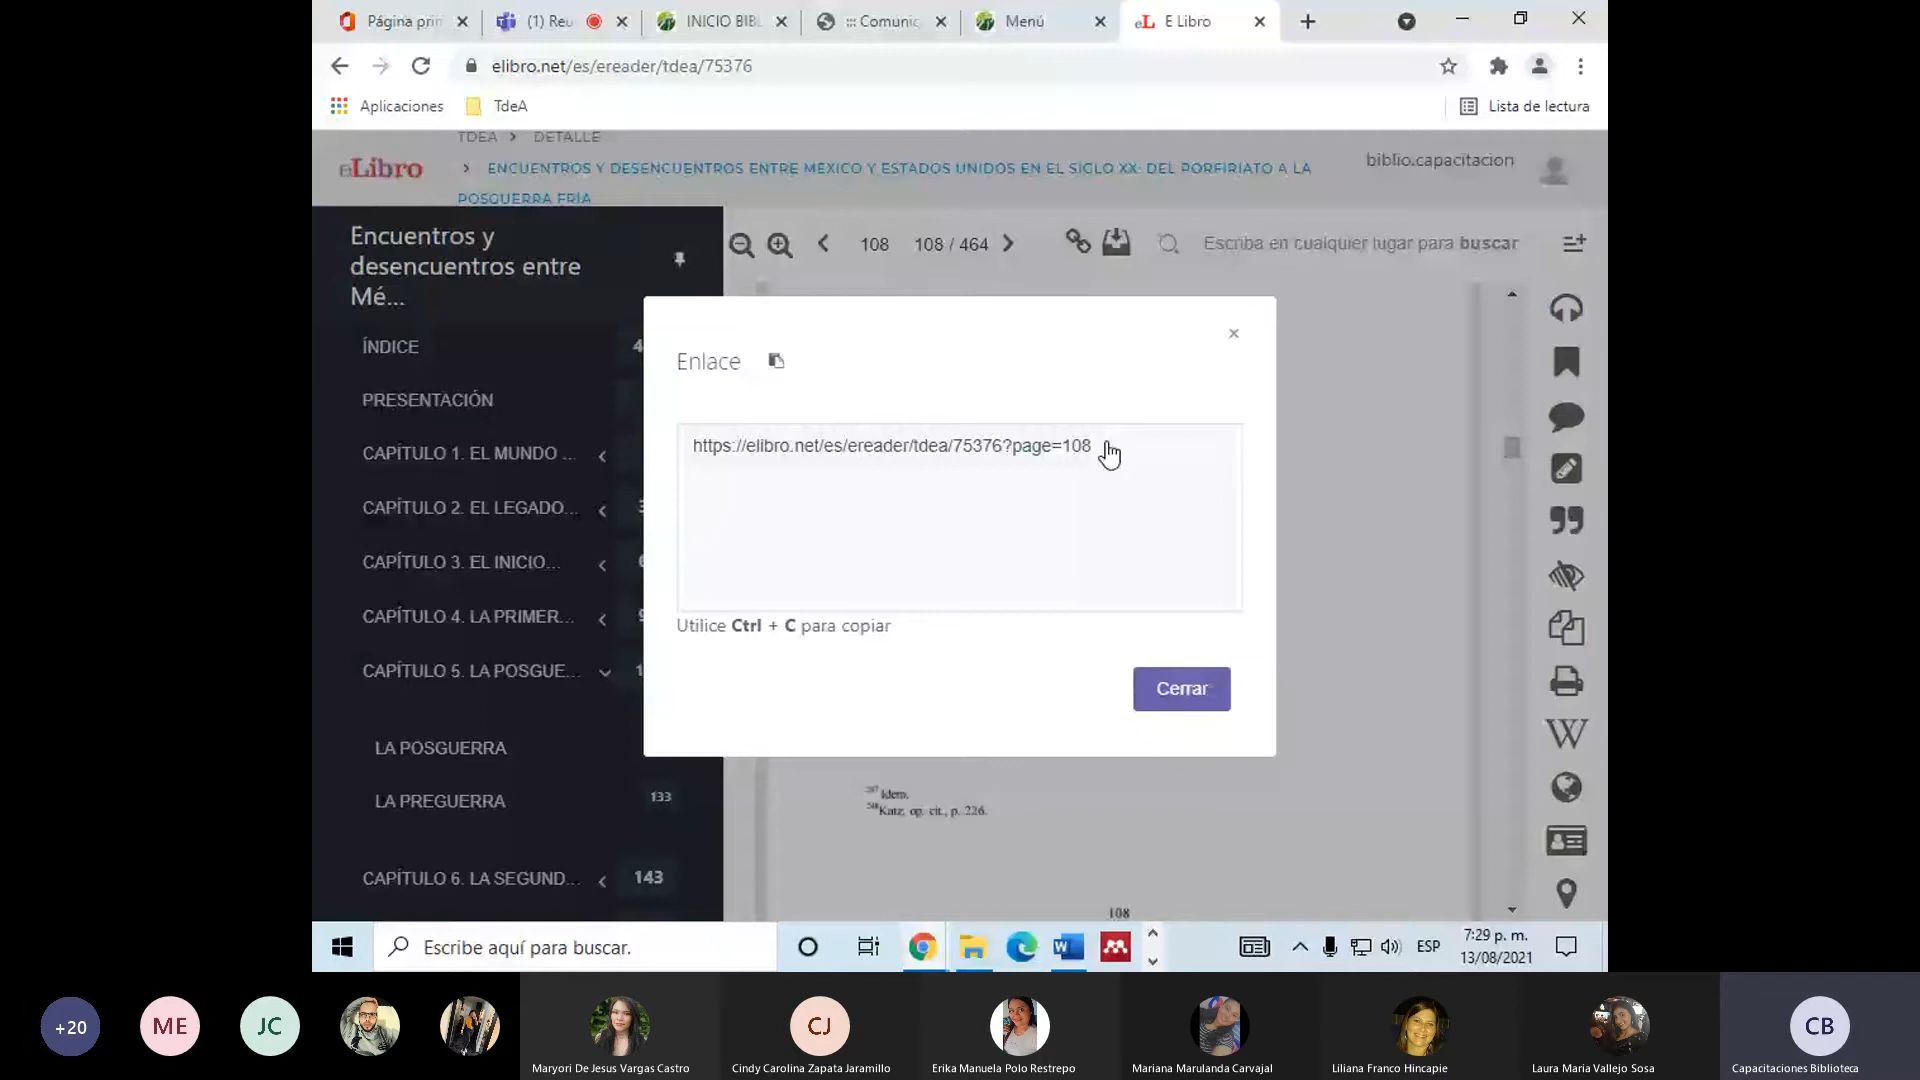 Página prin
(1) Reu
INICIO BIB
::: Comunic
Menú
E Libro
elibro.net/es/ereader/tdea/75376
Aplicaciones
TdeA
Lista de lectura
TDEA > DETALLE
eLibro
> ENCUENTROS Y DESENCUENTROS ENTRE MÉXICO Y ESTADOS UNIDOS EN EL SIGLO XX: DEL PORFIRIATO A LA
POSGUERRA FRÍA
biblio.capacitacion
Encuentros y
desencuentros entre
Mé...
108
108 / 464
Escriba en cualquier lugar para buscar
ÍNDICE
4
PRESENTACIÓN
CAPÍTULO 1. EL MUNDO ...
CAPÍTULO 2. EL LEGADO...
CAPÍTULO 3. EL INICIO...
CAPÍTULO 4. LA PRIMER...
CAPÍTULO 5. LA POSGUE...
LA POSGUERRA
LA PREGUERRA
133
CAPÍTULO 6. LA SEGUND...
143
Enlace
https://elibro.net/es/ereader/tdea/75376?page=108
Utilice Ctrl + C para copiar
Cerrar
Idem.
Katz, op. cit., p. 226.
108
Escribe aquí para buscar.
ESP
7:29 p. m.
13/08/2021
+20
ME
JC
CJ
CB
Maryori De Jesus Vargas Castro
Cindy Carolina Zapata Jaramillo
Erika Manuela Polo Restrepo
Mariana Marulanda Carvajal
Liliana Franco Hincapie
Laura Maria Vallejo Sosa
Capacitaciones Biblioteca